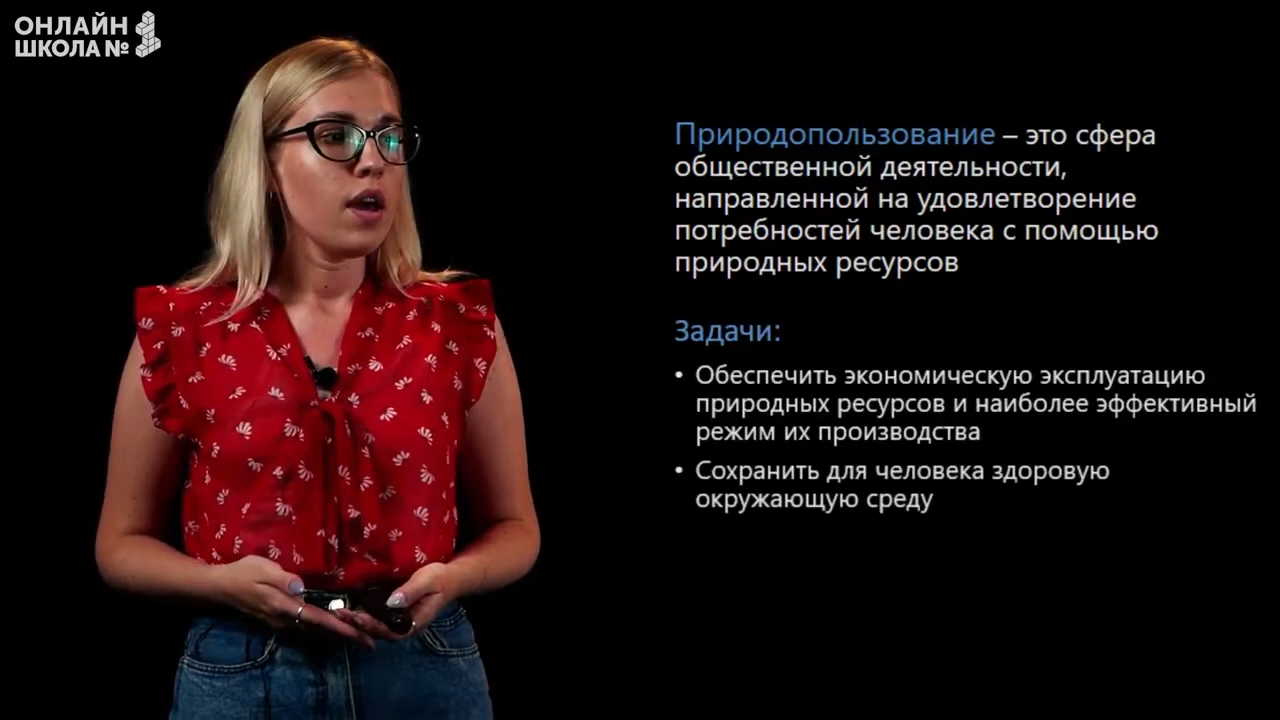 ОНЛАЙН
ШКОЛА №
Природопользование – это сфера
общественной деятельности,
направленной на удовлетворение
потребностей человека с помощью
природных ресурсов
Задачи:
• Обеспечить экономическую эксплуатацию
природных ресурсов и наиболее эффективный
режим их производства
• Сохранить для человека здоровую
окружающую среду